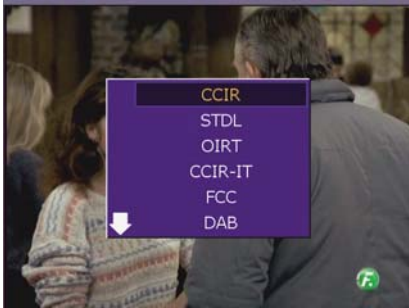 CCIR
STDL
OIRT
CCIR-IT
FCC
DAB
F.